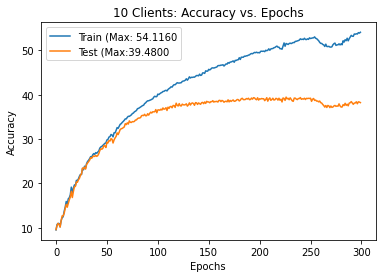 10 Clients: Accuracy vs. Epochs
Train (Max: 54.1160
Test (Max:39.4800
Accuracy
50
40
30
20
10
0
50
100
150
200
250
300
Epochs